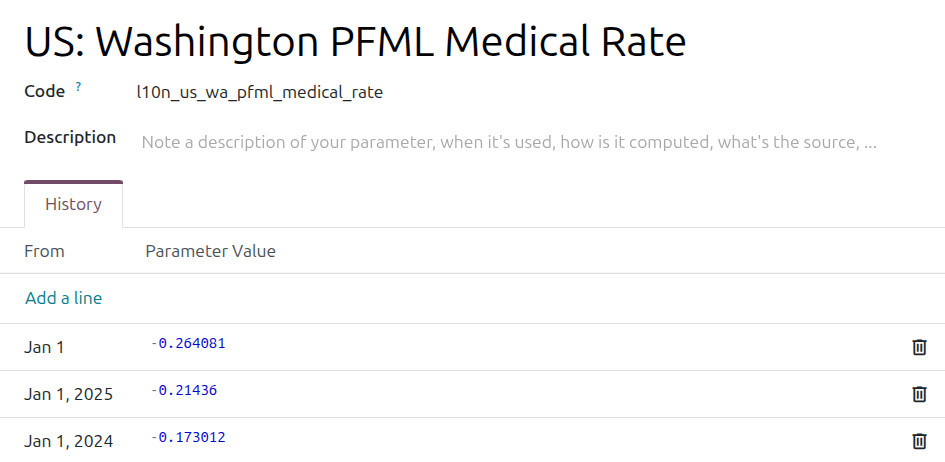 US: Washington PFML Medical Rate
Code ? l10n_us_wa_pfml_medical_rate
Description Note a description of your parameter, when it's used, how is it computed, what's the source, ...
History
From Parameter Value
Add a line
Jan 1 -0.264081
Jan 1, 2025 -0.21436
Jan 1, 2024 -0.173012